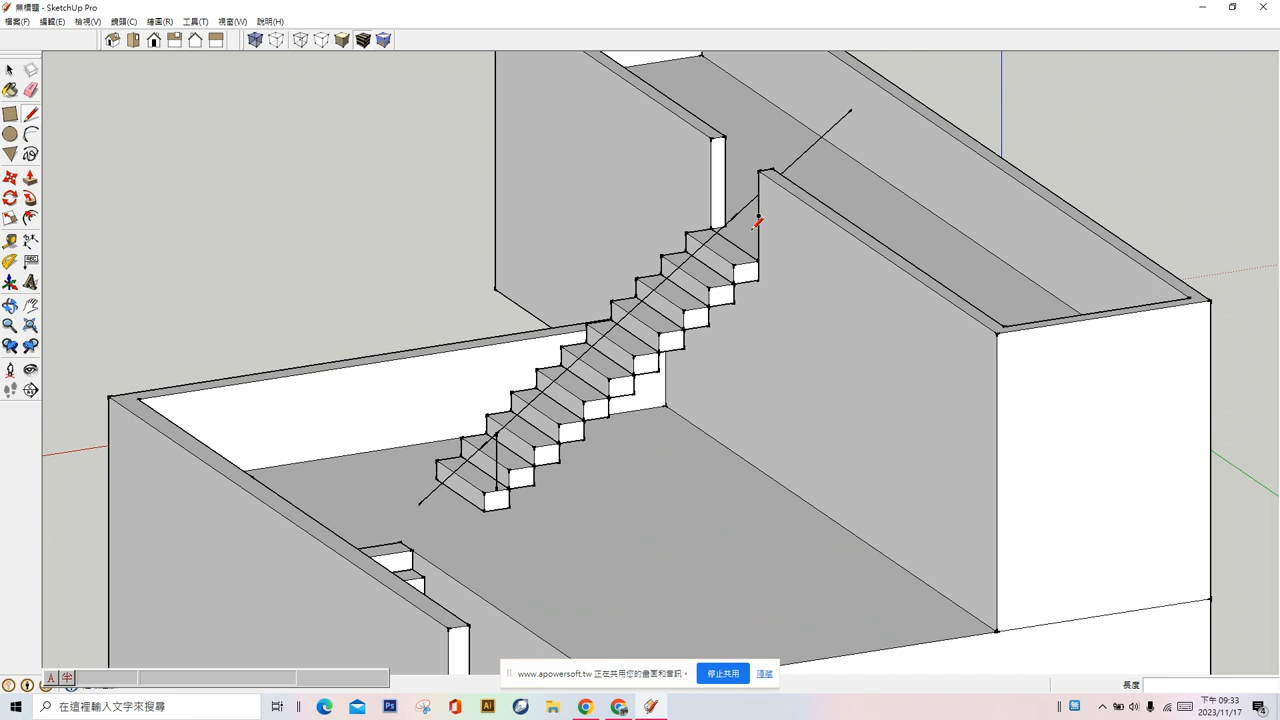 無標題 - SketchUp Pro
檔案(F) 編輯(E) 檢視(V) 鏡頭(C) 繪圖(R) 工具(T) 視窗(W) 說明(H)
www.apowersoft.tw 正在共用您的畫面和音訊。 停止共用 隱藏
長度
在這裡輸入文字來搜尋
下午 09:33
2023/11/17